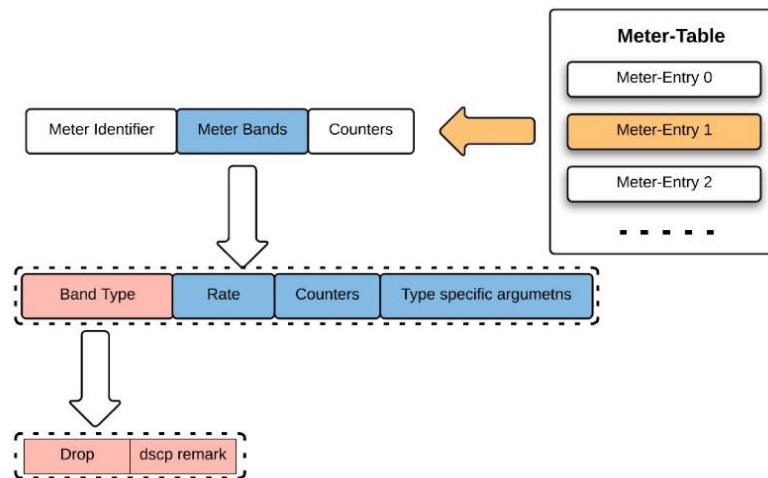 Meter-Table
Meter-Entry 0
Meter Identifier
Meter Bands
Counters
Meter-Entry 1
Meter-Entry 2
.....
Band Type
Rate
Counters
Type specific argumetns
Drop
dscp remark